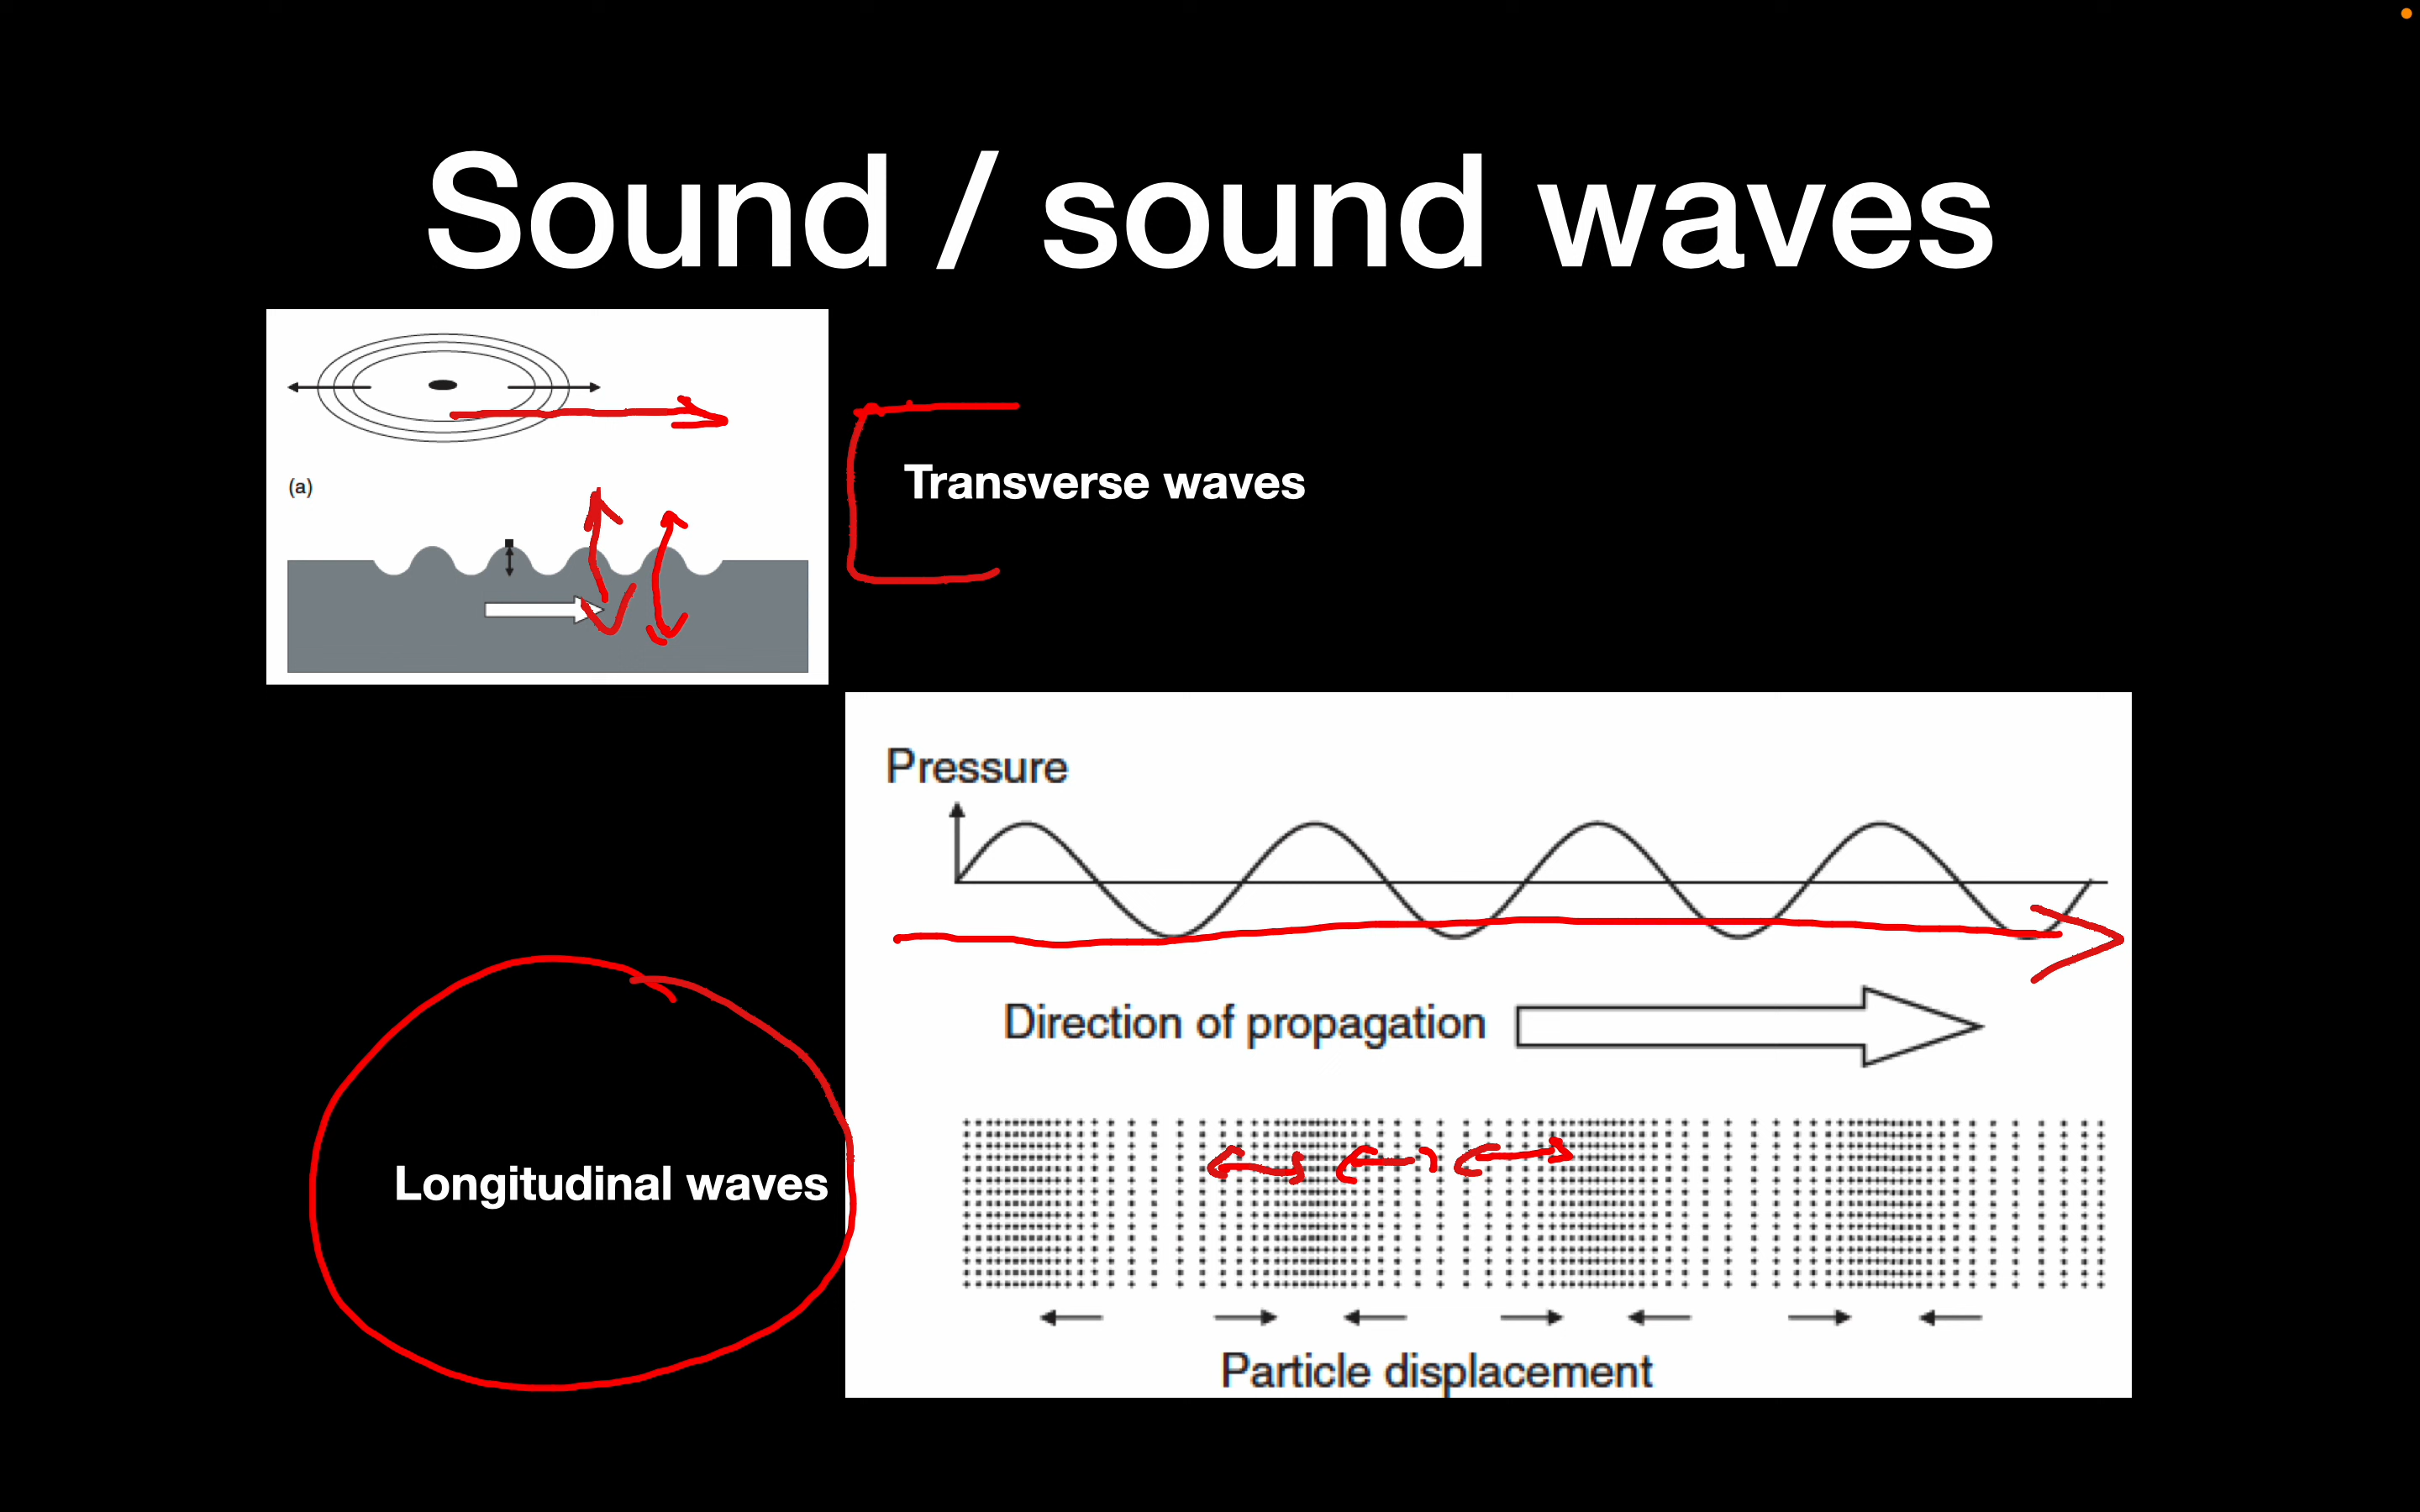 Sound / sound waves
(a)
Transverse waves
Pressure
Direction of propagation
Longitudinal waves
Particle displacement